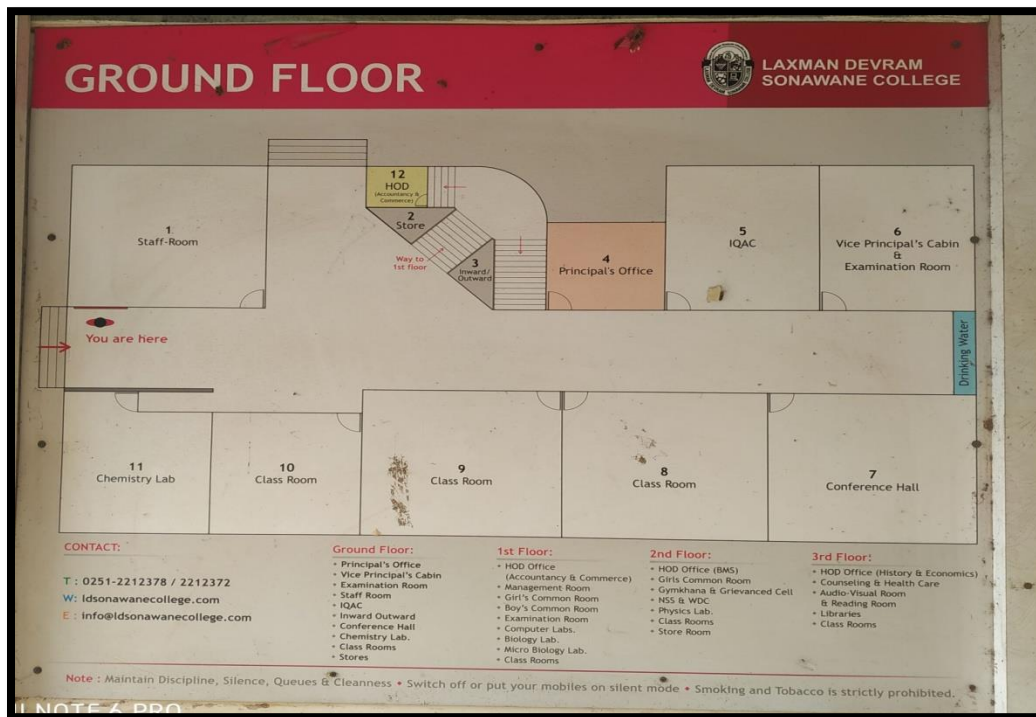 GROUND FLOOR
LAXMAN DEVRAM
SONAWANE COLLEGE
1
Staff-Room
12
HOD
(Accountancy &
Commerce)
2
Store
Way to
1st floor
3
Inward/
Outward
4
Principal's Office
5
IQAC
6
Vice Principal's Cabin
&
Examination Room
You are here
Drinking Water
11
Chemistry Lab
10
Class Room
9
Class Room
8
Class Room
7
Conference Hall
CONTACT:
T : 0251-2212378 / 2212372
W: ldsonawanecollege.com
E : info@ldsonawanecollege.com
Ground Floor:
• Principal's Office
• Vice Principal's Cabin
• Examination Room
• Staff Room
• IQAC
• Inward Outward
• Conference Hall
• Chemistry Lab.
• Class Rooms
• Stores
1st Floor:
• HOD Office
(Accountancy & Commerce)
• Management Room
• Girl's Common Room
• Boy's Common Room
• Examination Room
• Computer Labs.
• Biology Lab.
• Micro Biology Lab.
• Class Rooms
2nd Floor:
• HOD Office (BMS)
• Girls Common Room
• Gymkhana & Grievanced Cell
• NSS & WDC
• Physics Lab.
• Class Rooms
• Store Room
3rd Floor:
• HOD Office (History & Economics)
• Counseling & Health Care
• Audio-Visual Room
& Reading Room
• Libraries
• Class Rooms
Note : Maintain Discipline, Silence, Queues & Cleanness • Switch off or put your mobiles on silent mode • Smoking and Tobacco is strictly prohibited.
NOTE 6 PRO